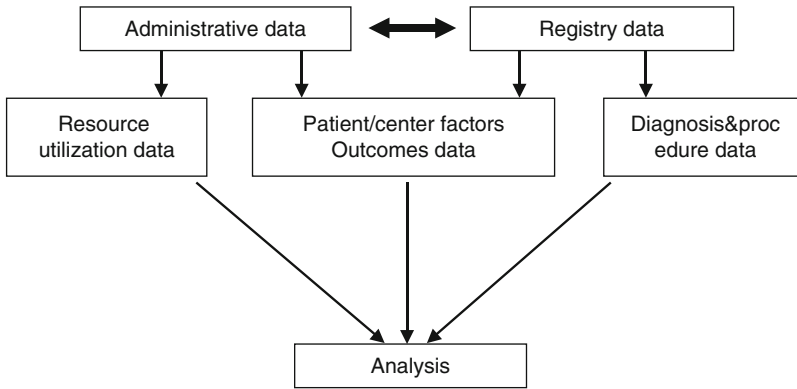 Administrative data
Registry data
Resource
utilization data
Patient/center factors
Outcomes data
Diagnosis&proc
edure data
Analysis